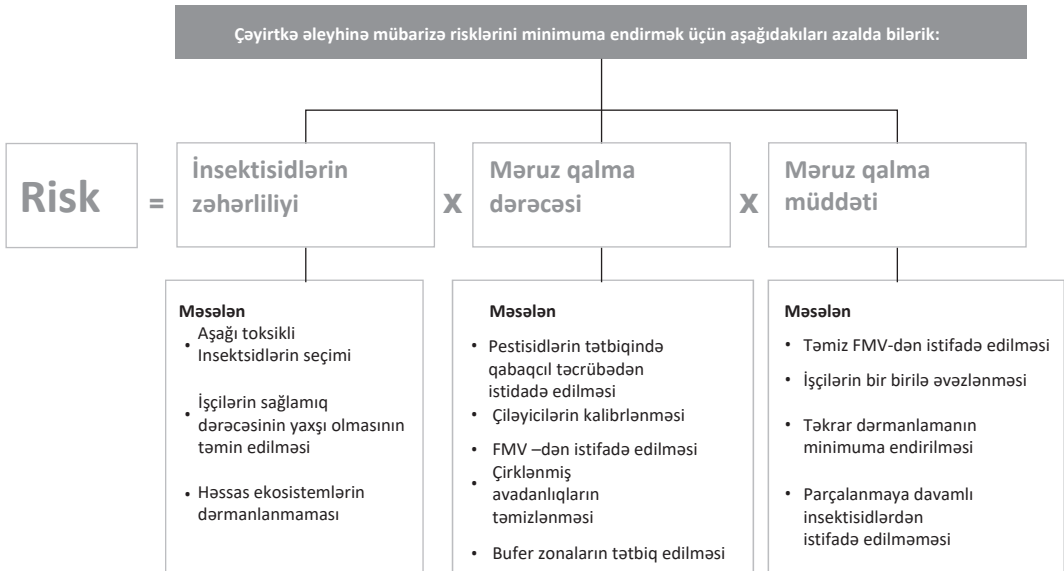 Çəyirtkə əleyhinə mübarizə risklərini minimuma endirmək üçün aşağıdakıları azalda bilərik:
Risk
=
İnsektisidlərin
zəhərliliyi
x
Məruz qalma
dərəcəsi
x
Məruz qalma
müddəti
Məsələn
• Aşağı toksikli
Insektsidlərin seçimi
• İşçilərin sağlamıq
dərəcəsinin yaxşı olmasının
təmin edilməsi
• Həssas ekosistemlərin
dərmanlanmaması
Məsələn
• Pestisidlərin tətbiqində
qabaqcıl təcrübədən
istidadə edilməsi
• Çiləyicilərin kalibrlənməsi
• FMV –dən istifadə edilməsi
• Çirklənmiş
avadanlıqların
təmizlənməsi
• Bufer zonaların tətbiq edilməsi
Məsələn
• Təmiz FMV-dən istifadə edilməsi
• İşçilərin bir birilə əvəzlənməsi
• Təkrar dərmanlamanın
minimuma endirilməsi
• Parçalanmaya davamlı
insektisidlərdən
istifadə edilməməsi